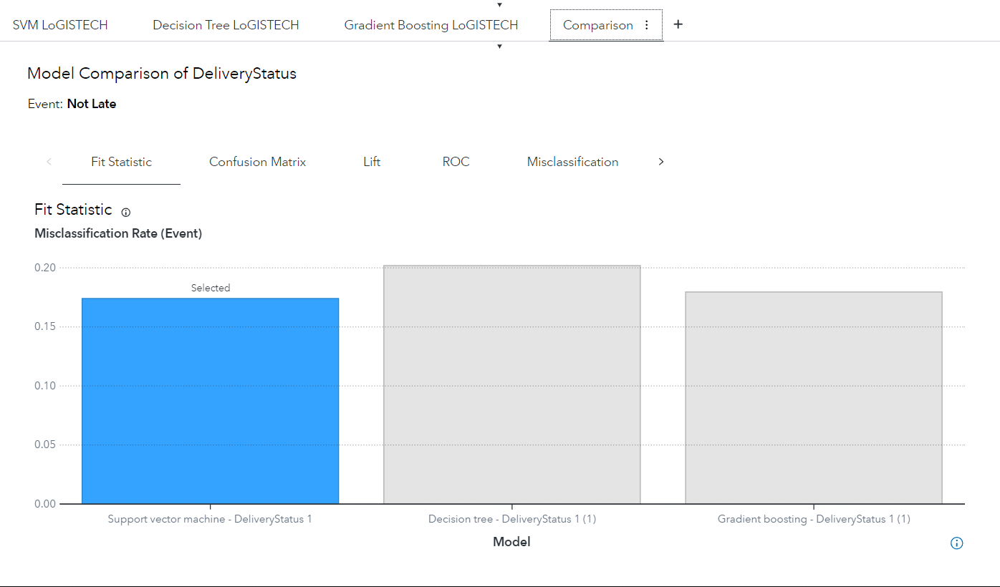 SVM LoGISTECH
Decision Tree LoGISTECH
Gradient Boosting LoGISTECH
Comparison
Model Comparison of DeliveryStatus
Event: Not Late
Fit Statistic
Confusion Matrix
Lift
ROC
Misclassification
Fit Statistic
Misclassification Rate (Event)
0.20
Selected
0.15
0.10
0.05
0.00
Support vector machine - DeliveryStatus 1
Decision tree - DeliveryStatus 1 (1)
Gradient boosting - DeliveryStatus 1 (1)
Model